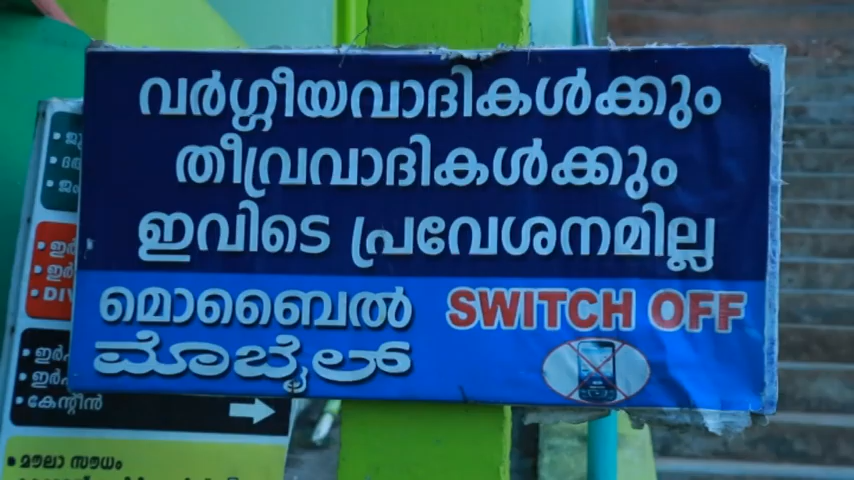 വർഗ്ഗീയവാദികൾക്കും
തീവ്രവാദികൾക്കും
ഇവിടെ പ്രവേശനമില്ല
മൊബൈൽ SWITCH OFF
ಮೊಬೈಲ್
കേന്റീൻ
മൗലാ സൗധം